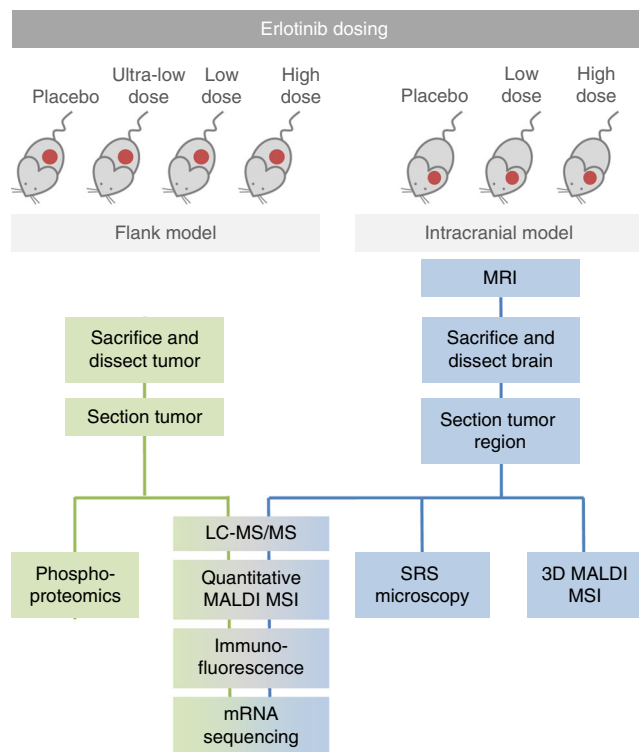 Erlotinib dosing
Placebo
Ultra-low
dose
Low
dose
High
dose
Placebo
Low
dose
High
dose
Flank model
Intracranial model
MRI
Sacrifice and
dissect tumor
Sacrifice and
dissect brain
Section tumor
Section tumor
region
LC-MS/MS
Phospho-
proteomics
Quantitative
MALDI MSI
SRS
microscopy
3D MALDI
MSI
Immuno-
fluorescence
mRNA
sequencing